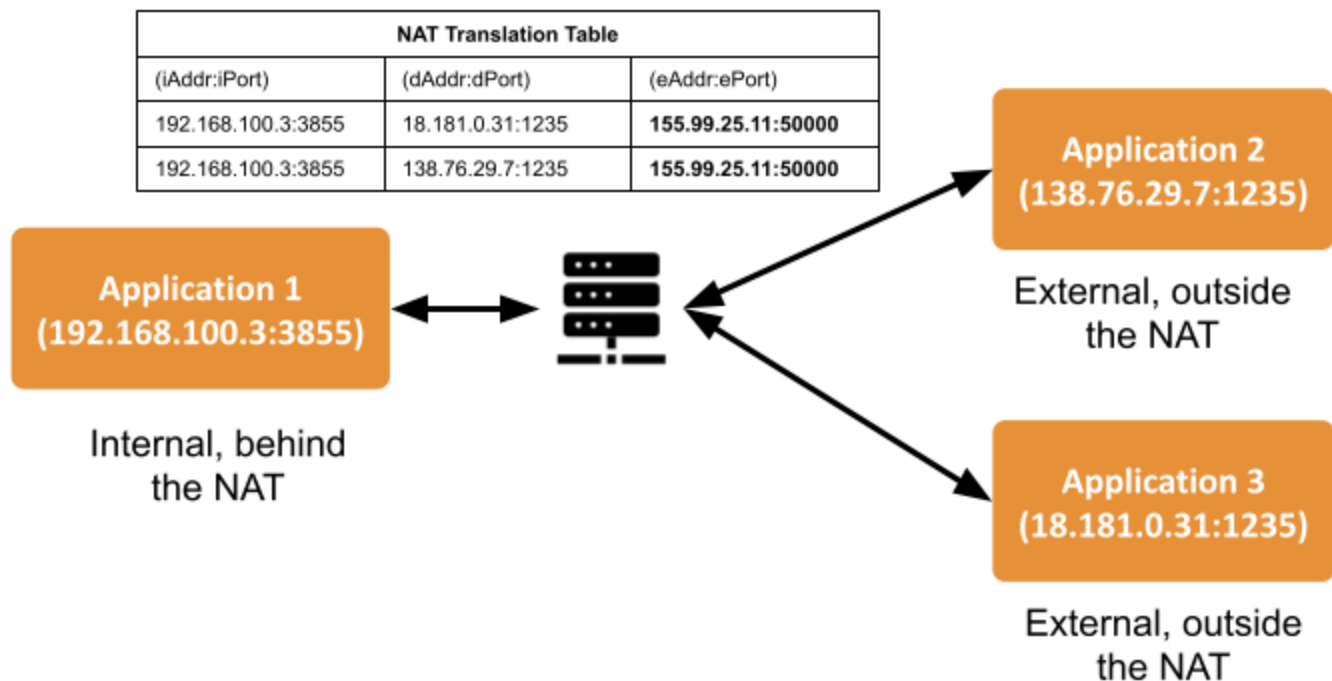 NAT Translation Table
(iAddr:iPort) (dAddr:dPort) (eAddr:ePort)
192.168.100.3:3855 18.181.0.31:1235 155.99.25.11:50000
192.168.100.3:3855 138.76.29.7:1235 155.99.25.11:50000
Application 1
(192.168.100.3:3855)
Internal, behind
the NAT
Application 2
(138.76.29.7:1235)
External, outside
the NAT
Application 3
(18.181.0.31:1235)
External, outside
the NAT